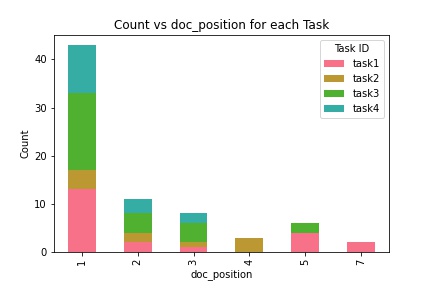 Count vs doc_position for each Task
Task ID
task1
task2
task3
task4
40
30
20
10
0
Count
1 2 3 4 5 7
doc_position